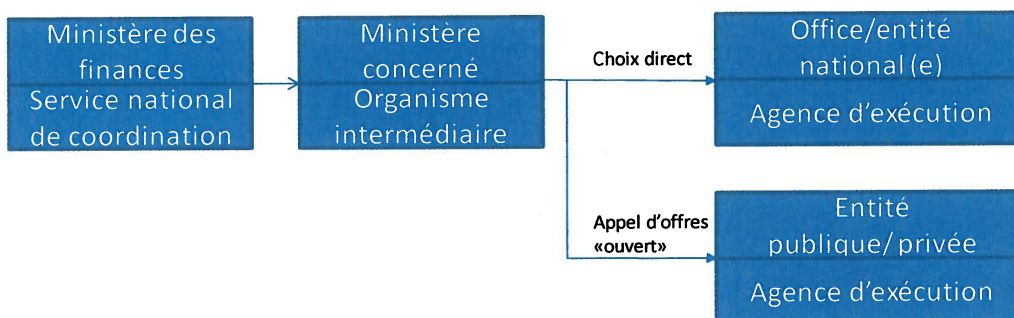 Ministère des
finances
Service national
de coordination
Ministère
concerné
Organisme
intermédiaire
Choix direct
Office/entité
national (e)
Agence d'exécution
Appel d'offres
«ouvert»
Entité
publique/ privée
Agence d'exécution